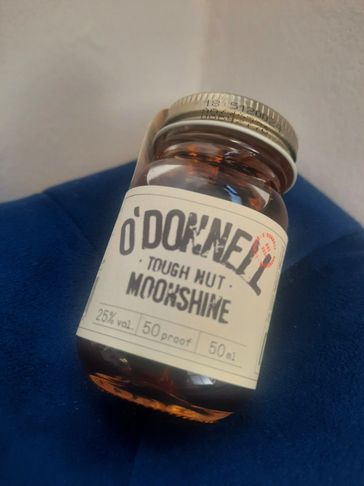 O'DONNELL
· TOUGH NUT ·
MOONSHINE
25% vol. 50 proof 50 ml